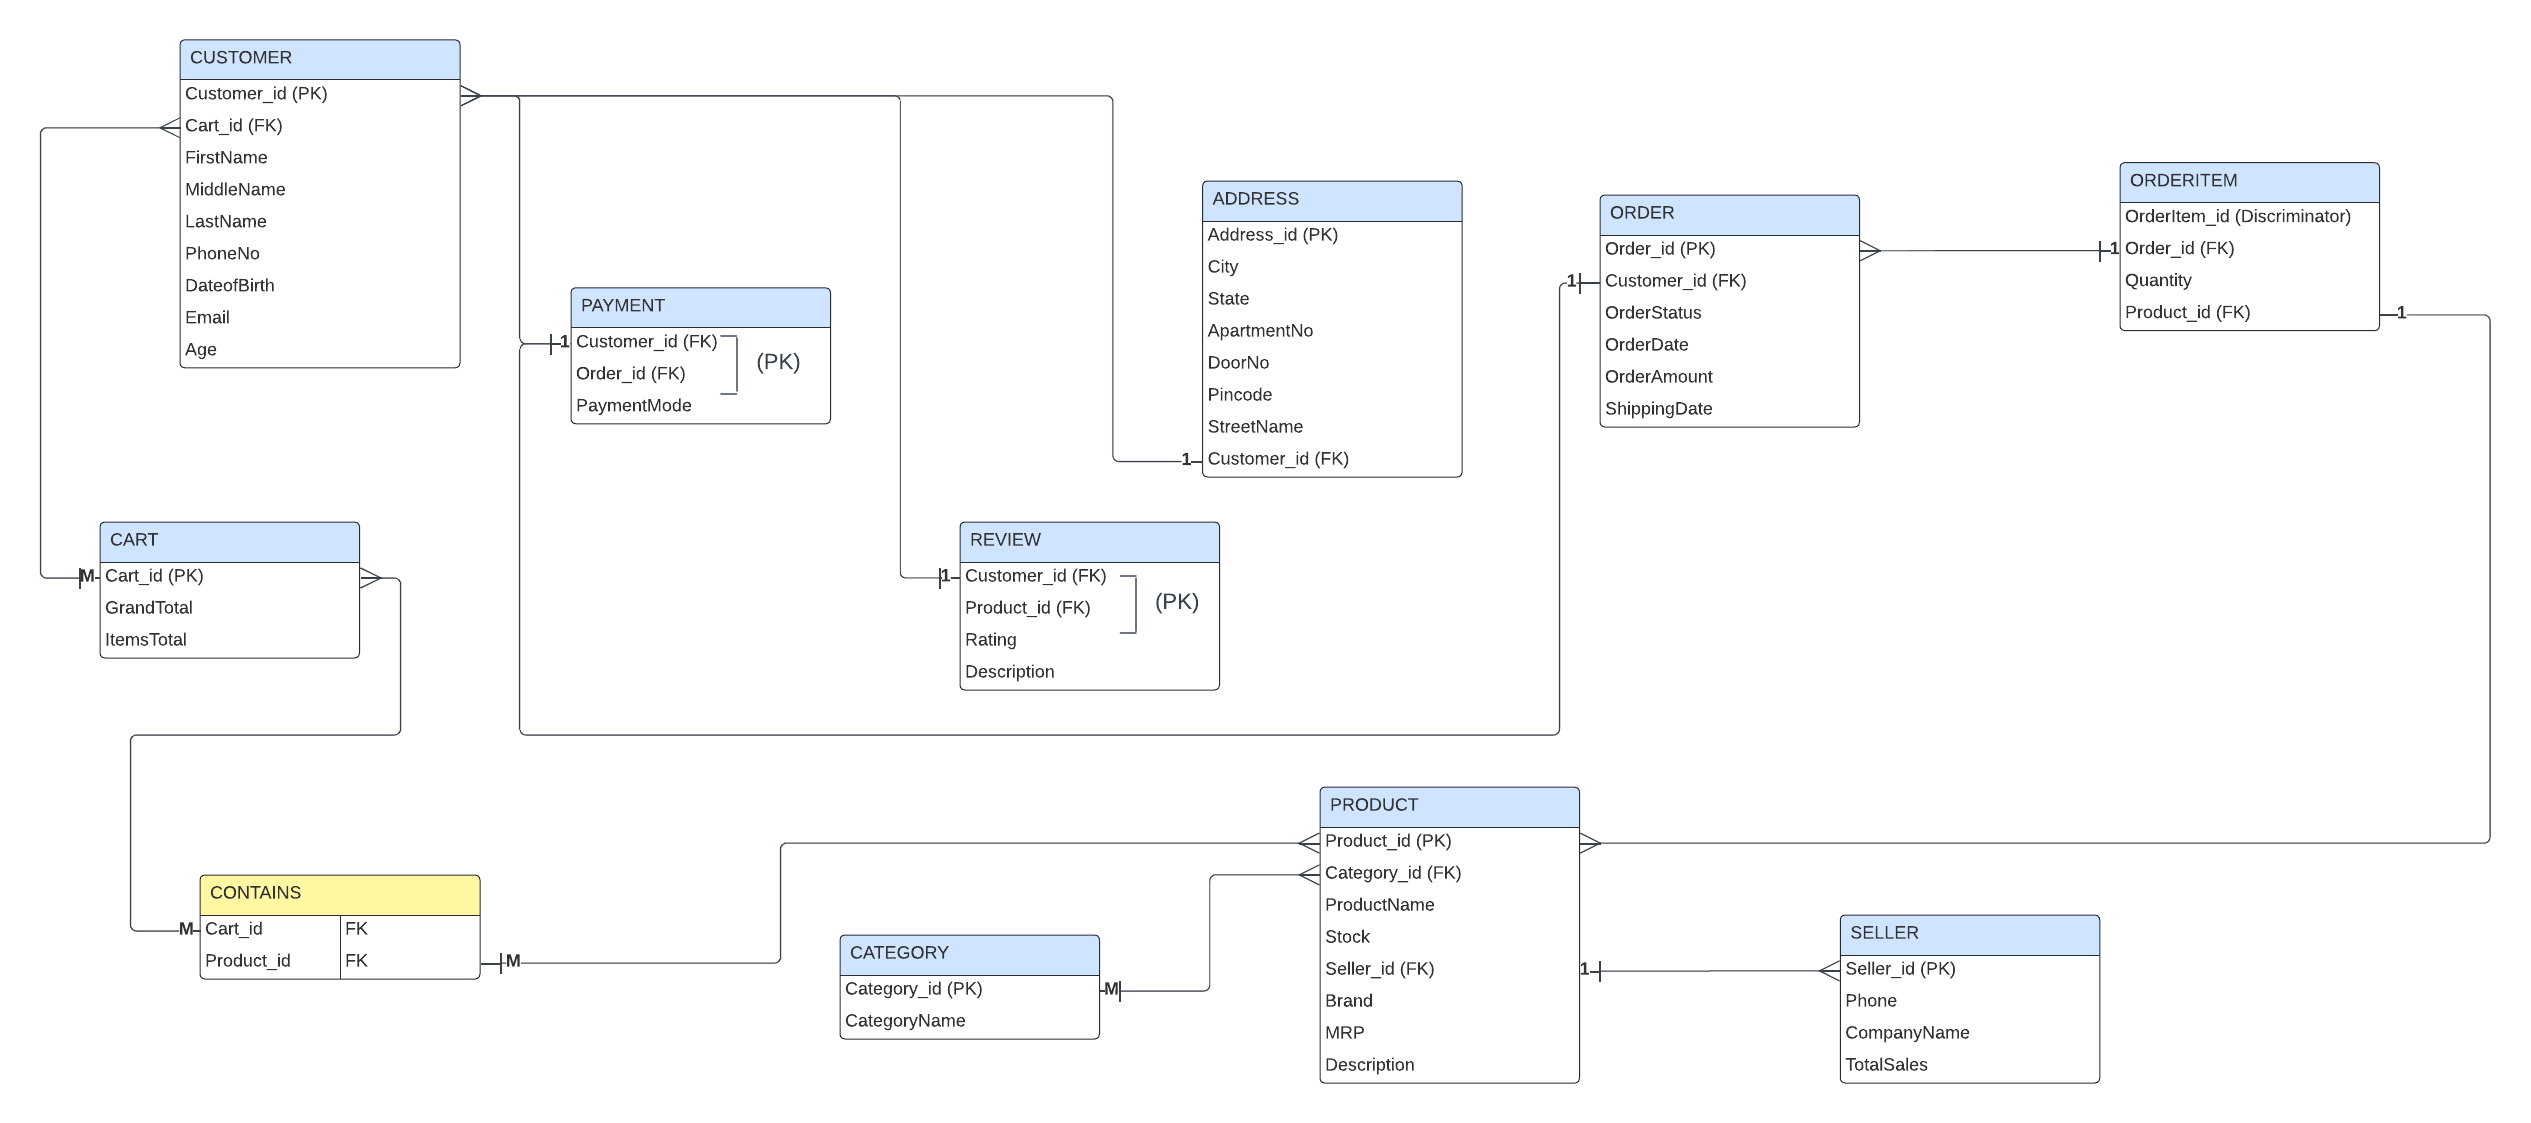 CUSTOMER
Customer_id (PK)
Cart_id (FK)
FirstName
MiddleName
LastName
PhoneNo
DateofBirth
Email
Age
PAYMENT
1
Customer_id (FK)
Order_id (FK)
PaymentMode
(PK)
ADDRESS
Address_id (PK)
City
State
ApartmentNo
DoorNo
Pincode
StreetName
1
Customer_id (FK)
ORDER
Order_id (PK)
1
Customer_id (FK)
OrderStatus
OrderDate
OrderAmount
ShippingDate
ORDERITEM
OrderItem_id (Discriminator)
1
Order_id (FK)
Quantity
Product_id (FK)
1
CART
M
Cart_id (PK)
GrandTotal
ItemsTotal
REVIEW
1
Customer_id (FK)
Product_id (FK)
Rating
Description
(PK)
CONTAINS
M
Cart_id FK
Product_id FK
M
CATEGORY
Category_id (PK)
M
CategoryName
PRODUCT
Product_id (PK)
Category_id (FK)
ProductName
Stock
Seller_id (FK)
1
Brand
MRP
Description
SELLER
Seller_id (PK)
Phone
CompanyName
TotalSales